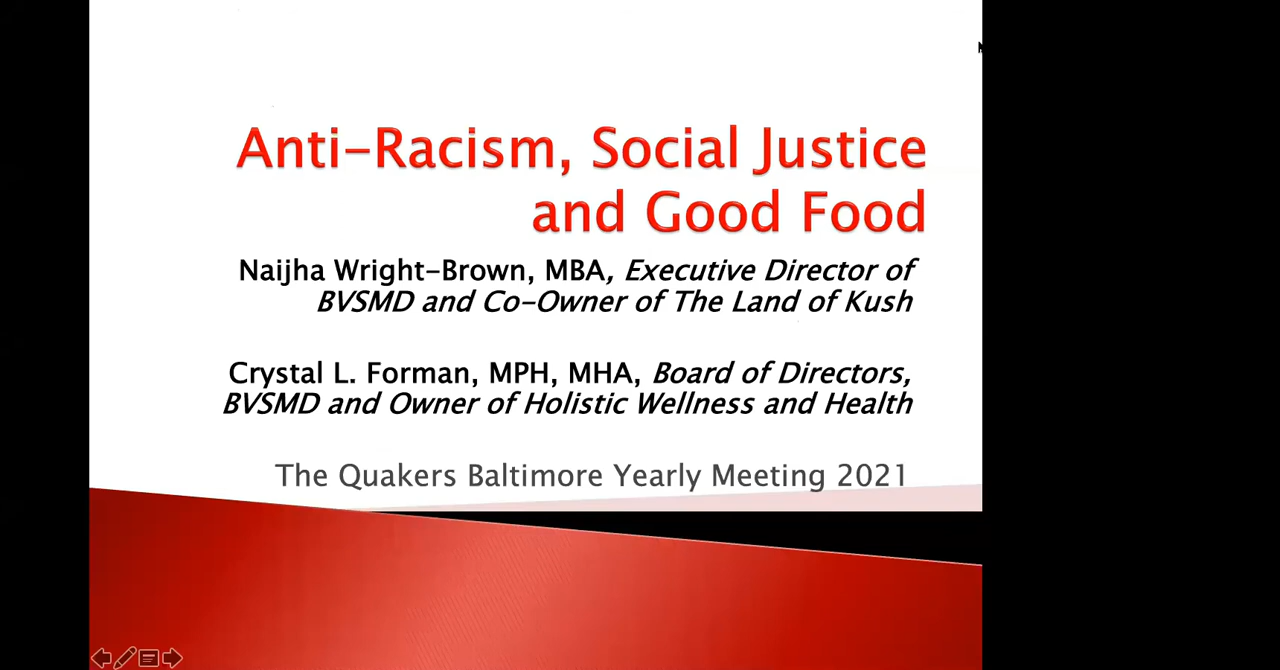 Anti-Racism, Social Justice
and Good Food
Naijha Wright-Brown, MBA, Executive Director of
BVSMD and Co-Owner of The Land of Kush
Crystal L. Forman, MPH, MHA, Board of Directors,
BVSMD and Owner of Holistic Wellness and Health
The Quakers Baltimore Yearly Meeting 2021